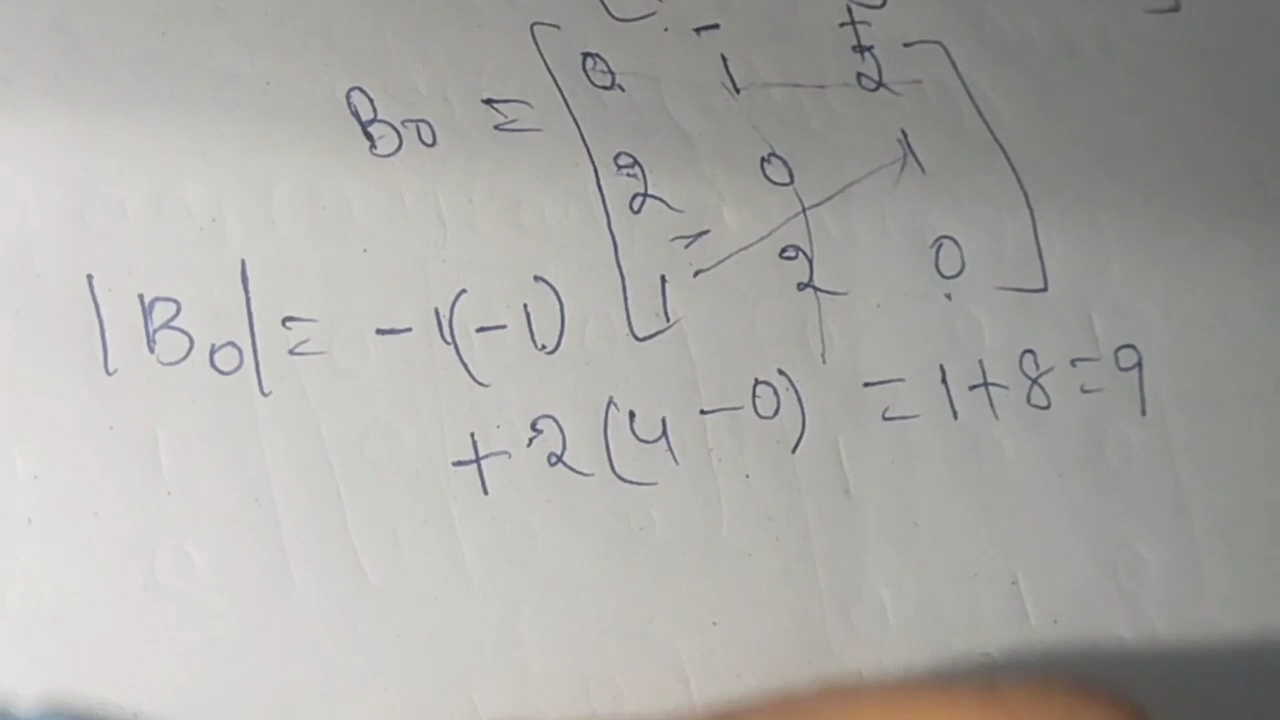 B0 = [0 1 2
2 0 1
1 2 0]
|B0| = -1(-1)
+2(4-0) = 1+8=9